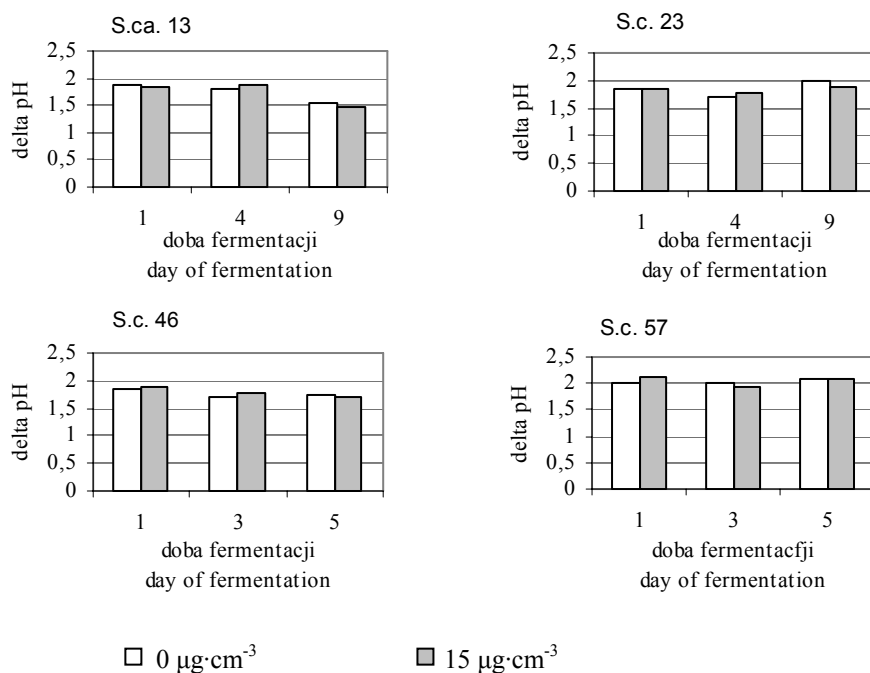 S.ca. 13
delta pH
2,5
2
1,5
1
0,5
0
1 4 9
doba fermentacji
day of fermentation
S.c. 23
delta pH
2,5
2
1,5
1
0,5
0
1 4 9
doba fermentacji
day of fermentation
S.c. 46
delta pH
2,5
2
1,5
1
0,5
0
1 3 5
doba fermentacji
day of fermentation
S.c. 57
delta pH
2,5
2
1,5
1
0,5
0
1 3 5
doba fermentacfji
day of fermentation
0 μg·cm⁻³
15 μg·cm⁻³